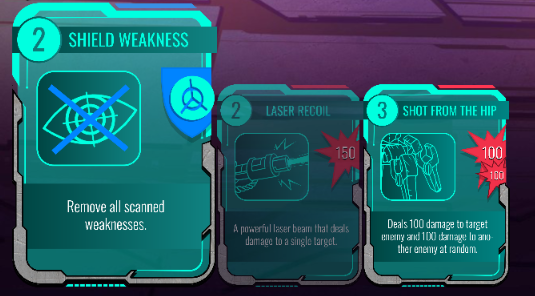 2 SHIELD WEAKNESS
Remove all scanned
weaknesses.
2 LASER RECOIL
150
A powerful laser beam that deals
damage to a single target.
3 SHOT FROM THE HIP
100
100
Deals 100 damage to target
enemy and 100 damage to ano-
ther enemy at random.